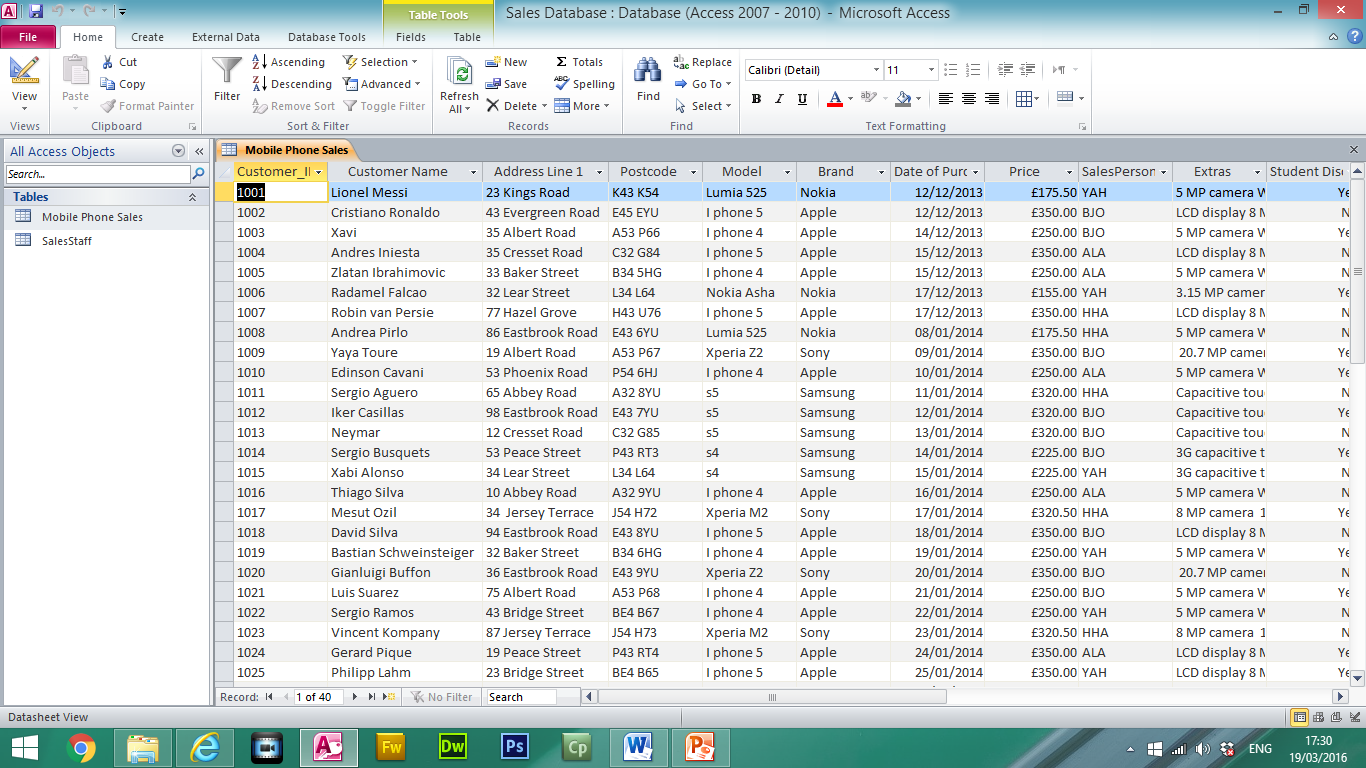 Table Tools
Sales Database : Database (Access 2007 - 2010) - Microsoft Access
File Home Create External Data Database Tools Fields Table
View Paste Cut Copy Format Painter Filter Ascending Descending Remove Sort Selection Advanced Toggle Filter Refresh All New Save Delete Totals Spelling More Find Replace Go To Select Calibri (Detail) 11 B I U A
Views Clipboard Sort & Filter Records Find Text Formatting
All Access Objects
Search...
Tables
Mobile Phone Sales
SalesStaff
Mobile Phone Sales
Customer_I Customer Name Address Line 1 Postcode Model Brand Date of Purc Price SalesPerson Extras Student Dis
1001 Lionel Messi 23 Kings Road K43 K54 Lumia 525 Nokia 12/12/2013 £175.50 YAH 5 MP camera W Ye
1002 Cristiano Ronaldo 43 Evergreen Road E45 EYU I phone 5 Apple 12/12/2013 £350.00 BJO LCD display 8 M N
1003 Xavi 35 Albert Road A53 P66 I phone 4 Apple 14/12/2013 £250.00 BJO 5 MP camera W Ye
1004 Andres Iniesta 35 Cresset Road C32 G84 I phone 5 Apple 15/12/2013 £350.00 ALA LCD display 8 M N
1005 Zlatan Ibrahimovic 33 Baker Street B34 5HG I phone 4 Apple 15/12/2013 £250.00 ALA 5 MP camera W N
1006 Radamel Falcao 32 Lear Street L34 L64 Nokia Asha Nokia 17/12/2013 £155.00 YAH 3.15 MP camer Ye
1007 Robin van Persie 77 Hazel Grove H43 U76 I phone 5 Apple 17/12/2013 £350.00 HHA LCD display 8 M N
1008 Andrea Pirlo 86 Eastbrook Road E43 6YU Lumia 525 Nokia 08/01/2014 £175.50 HHA 5 MP camera W N
1009 Yaya Toure 19 Albert Road A53 P67 Xperia Z2 Sony 09/01/2014 £350.00 BJO 20.7 MP came Ye
1010 Edinson Cavani 53 Phoenix Road P54 6HJ I phone 4 Apple 10/01/2014 £250.00 ALA 5 MP camera W Ye
1011 Sergio Aguero 65 Abbey Road A32 8YU s5 Samsung 11/01/2014 £320.00 HHA Capacitive tou N
1012 Iker Casillas 98 Eastbrook Road E43 7YU s5 Samsung 12/01/2014 £320.00 BJO Capacitive tou Ye
1013 Neymar 12 Cresset Road C32 G85 s5 Samsung 13/01/2014 £320.00 BJO Capacitive tou N
1014 Sergio Busquets 53 Peace Street P43 RT3 s4 Samsung 14/01/2014 £225.00 BJO 3G capacitive t Ye
1015 Xabi Alonso 34 Lear Street L34 L64 s4 Samsung 15/01/2014 £225.00 YAH 3G capacitive t N
1016 Thiago Silva 10 Abbey Road A32 9YU I phone 4 Apple 16/01/2014 £250.00 ALA 5 MP camera W N
1017 Mesut Ozil 34 Jersey Terrace J54 H72 Xperia M2 Sony 17/01/2014 £320.50 HHA 8 MP camera 1 N
1018 David Silva 94 Eastbrook Road E43 8YU I phone 5 Apple 18/01/2014 £350.00 BJO LCD display 8 M N
1019 Bastian Schweinsteiger 32 Baker Street B34 6HG I phone 4 Apple 19/01/2014 £250.00 YAH 5 MP camera W Ye
1020 Gianluigi Buffon 36 Eastbrook Road E43 9YU Xperia Z2 Sony 20/01/2014 £350.00 BJO 20.7 MP came N
1021 Luis Suarez 75 Albert Road A53 P68 I phone 4 Apple 21/01/2014 £250.00 BJO 5 MP camera W N
1022 Sergio Ramos 43 Bridge Street BE4 B67 I phone 4 Apple 22/01/2014 £250.00 YAH 5 MP camera W N
1023 Vincent Kompany 87 Jersey Terrace J54 H73 Xperia M2 Sony 23/01/2014 £320.50 HHA 8 MP camera 1 N
1024 Gerard Pique 19 Peace Street P43 RT4 I phone 5 Apple 24/01/2014 £350.00 ALA LCD display 8 M Ye
1025 Philipp Lahm 23 Bridge Street BE4 B65 I phone 5 Apple 25/01/2014 £350.00 YAH LCD display 8 M N
Record: 1 of 40 No Filter Search
Datasheet View
Fw Dw Ps Cp ENG 17:30
19/03/2016